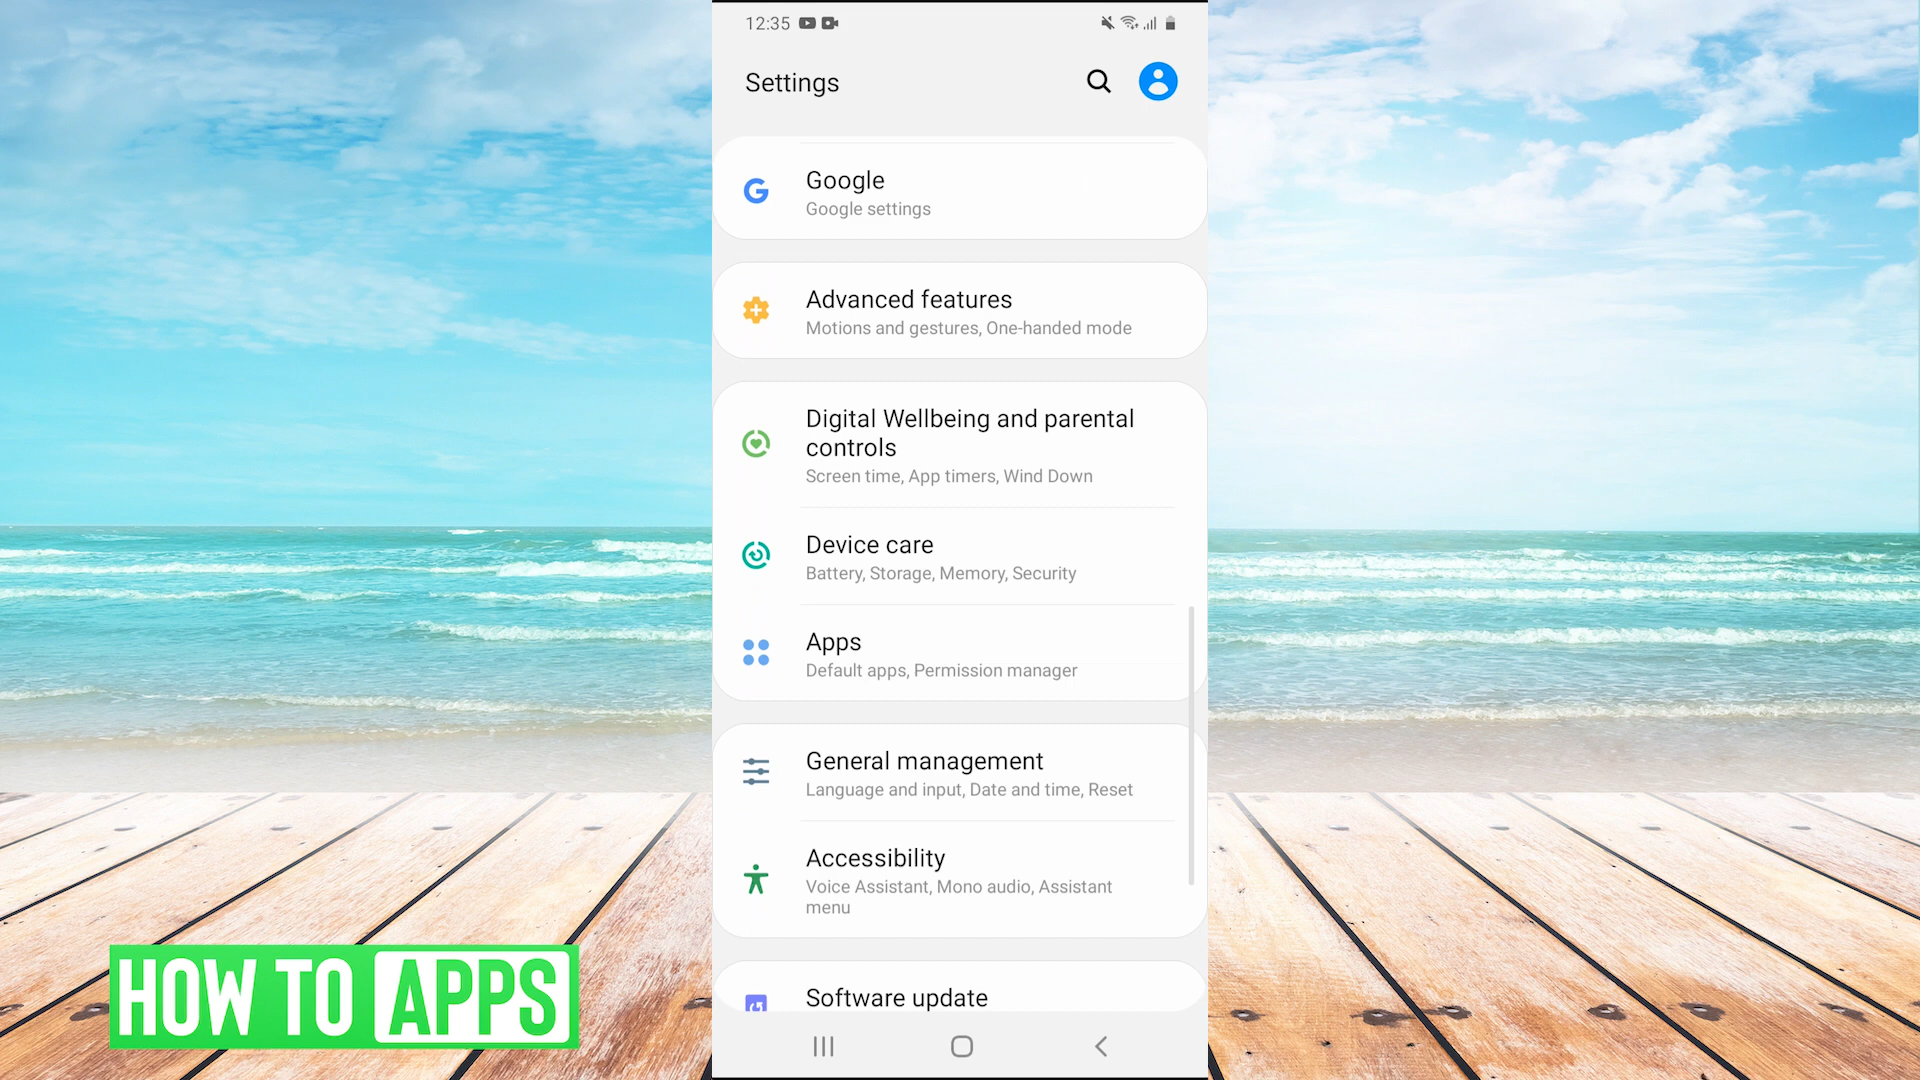 12:35
Settings
Google
Google settings
Advanced features
Motions and gestures, One-handed mode
Digital Wellbeing and parental
controls
Screen time, App timers, Wind Down
Device care
Battery, Storage, Memory, Security
Apps
Default apps, Permission manager
General management
Language and input, Date and time, Reset
Accessibility
Voice Assistant, Mono audio, Assistant
menu
Software update
HOW TO APPS